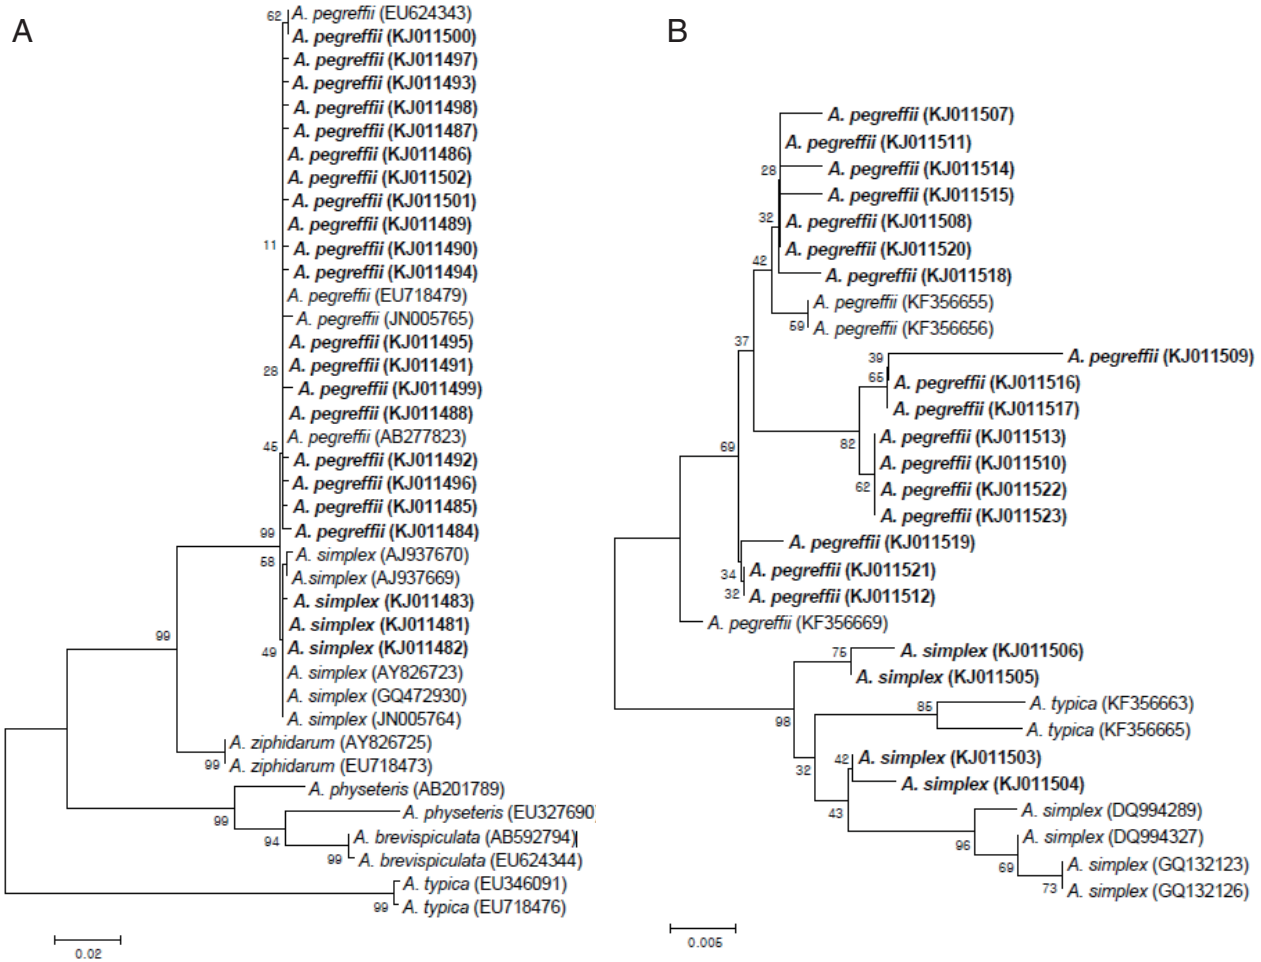 A
62
A. pegreffii (EU624343)
A. pegreffii (KJ011500)
A. pegreffii (KJ011497)
A. pegreffii (KJ011493)
A. pegreffii (KJ011498)
A. pegreffii (KJ011487)
A. pegreffii (KJ011486)
A. pegreffii (KJ011502)
A. pegreffii (KJ011501)
A. pegreffii (KJ011489)
11
A. pegreffii (KJ011490)
A. pegreffii (KJ011494)
A. pegreffii (EU718479)
A. pegreffii (JN005765)
A. pegreffii (KJ011495)
28
A. pegreffii (KJ011491)
A. pegreffii (KJ011499)
A. pegreffii (KJ011488)
A. pegreffii (AB277823)
45
A. pegreffii (KJ011492)
A. pegreffii (KJ011496)
A. pegreffii (KJ011485)
A. pegreffii (KJ011484)
99
A. simplex (AJ937670)
58
A.simplex (AJ937669)
A. simplex (KJ011483)
A. simplex (KJ011481)
99
A. simplex (KJ011482)
49
A. simplex (AY826723)
A. simplex (GQ472930)
A. simplex (JN005764)
A. ziphidarum (AY826725)
99
A. ziphidarum (EU718473)
A. physeteris (AB201789)
99
A. physeteris (EU327690)
94
A. brevispiculata (AB592794)
99
A. brevispiculata (EU624344)
A. typica (EU346091)
99
A. typica (EU718476)
0.02
B
A. pegreffii (KJ011507)
A. pegreffii (KJ011511)
28
A. pegreffii (KJ011514)
A. pegreffii (KJ011515)
32
A. pegreffii (KJ011508)
A. pegreffii (KJ011520)
42
A. pegreffii (KJ011518)
A. pegreffii (KF356655)
59
A. pegreffii (KF356656)
37
39
A. pegreffii (KJ011509)
65
A. pegreffii (KJ011516)
A. pegreffii (KJ011517)
82
A. pegreffii (KJ011513)
69
A. pegreffii (KJ011510)
62
A. pegreffii (KJ011522)
A. pegreffii (KJ011523)
A. pegreffii (KJ011519)
34
A. pegreffii (KJ011521)
32
A. pegreffii (KJ011512)
A. pegreffii (KF356669)
75
A. simplex (KJ011506)
A. simplex (KJ011505)
98
85
A. typica (KF356663)
A. typica (KF356665)
32
42
A. simplex (KJ011503)
A. simplex (KJ011504)
43
A. simplex (DQ994289)
96
A. simplex (DQ994327)
69
A. simplex (GQ132123)
73
A. simplex (GQ132126)
0.005